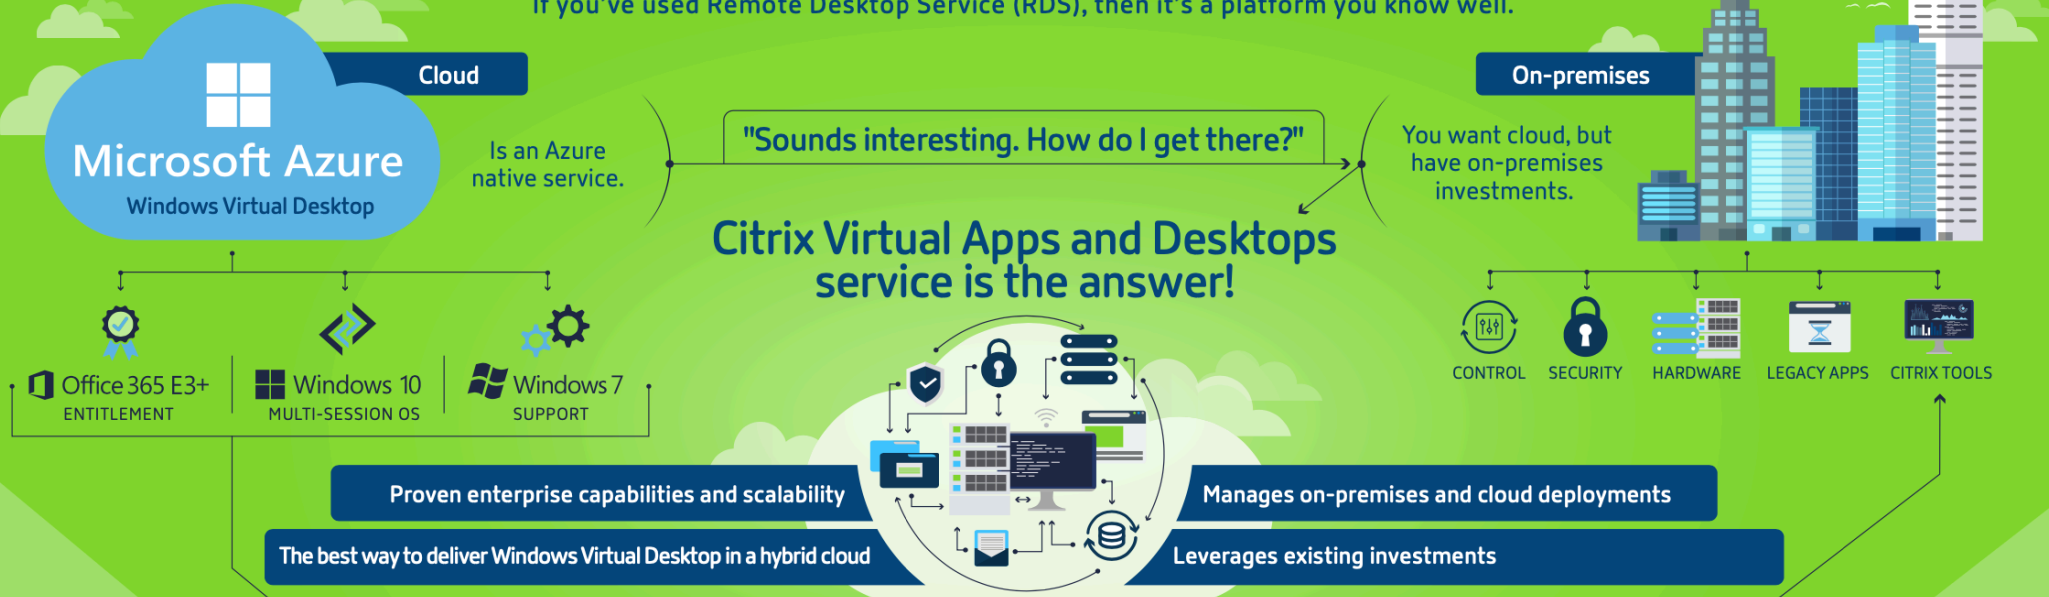 If you've used Remote Desktop Service (RDS), then it's a platform you know well.
Cloud
Microsoft Azure
Windows Virtual Desktop
Is an Azure
native service.
"Sounds interesting. How do I get there?"
On-premises
You want cloud, but
have on-premises
investments.
Citrix Virtual Apps and Desktops
service is the answer!
Office 365 E3+
ENTITLEMENT
Windows 10
MULTI-SESSION OS
Windows 7
SUPPORT
CONTROL
SECURITY
HARDWARE
LEGACY APPS
CITRIX TOOLS
Proven enterprise capabilities and scalability
The best way to deliver Windows Virtual Desktop in a hybrid cloud
Manages on-premises and cloud deployments
Leverages existing investments